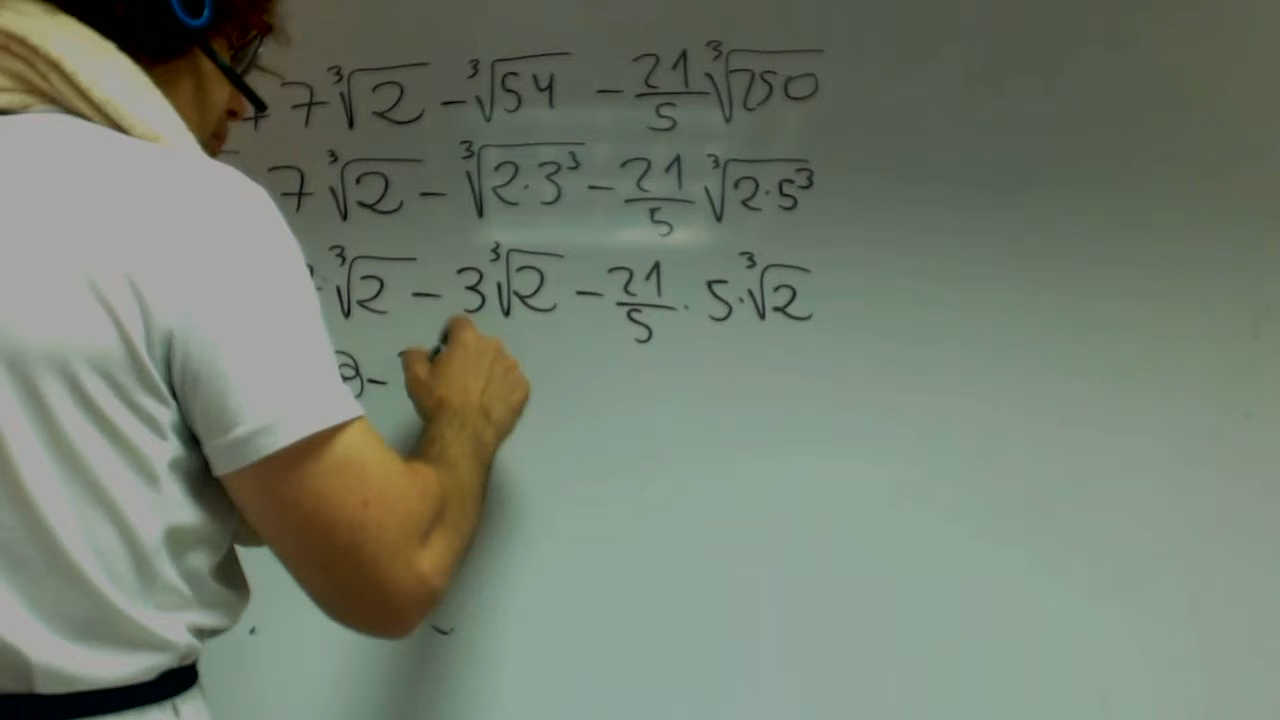 + 7∛2 - ∛54 - 21/5 ∛250
7∛2 - ∛2·3³ - 21/5 ∛2·5³
∛2 - 3∛2 - 21/5 · 5·∛2
-